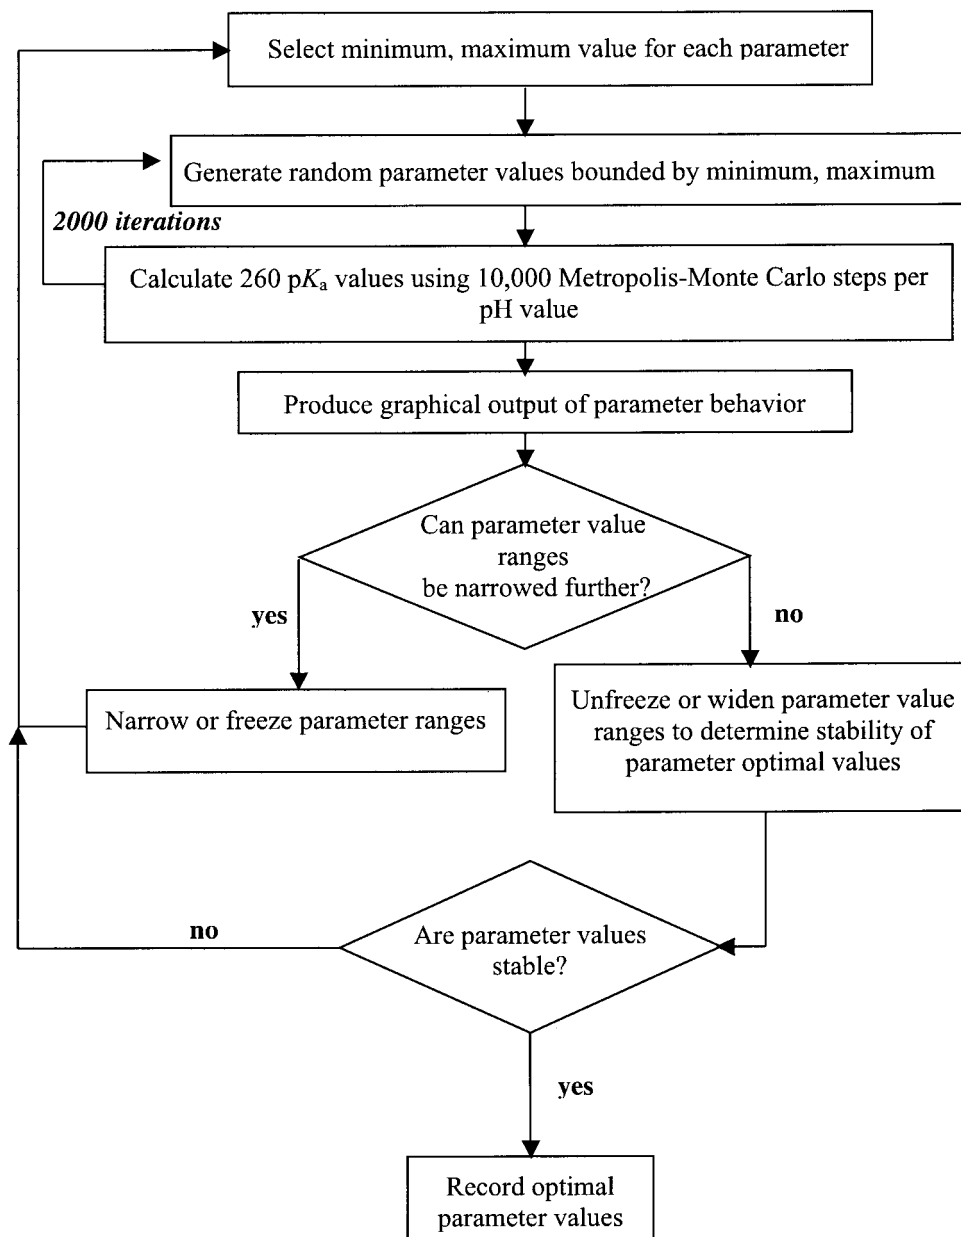 Select minimum, maximum value for each parameter
Generate random parameter values bounded by minimum, maximum
2000 iterations
Calculate 260 pKa values using 10,000 Metropolis-Monte Carlo steps per
pH value
Produce graphical output of parameter behavior
Can parameter value
ranges
be narrowed further?
yes
no
Narrow or freeze parameter ranges
Unfreeze or widen parameter value
ranges to determine stability of
parameter optimal values
no
Are parameter values
stable?
yes
Record optimal
parameter values